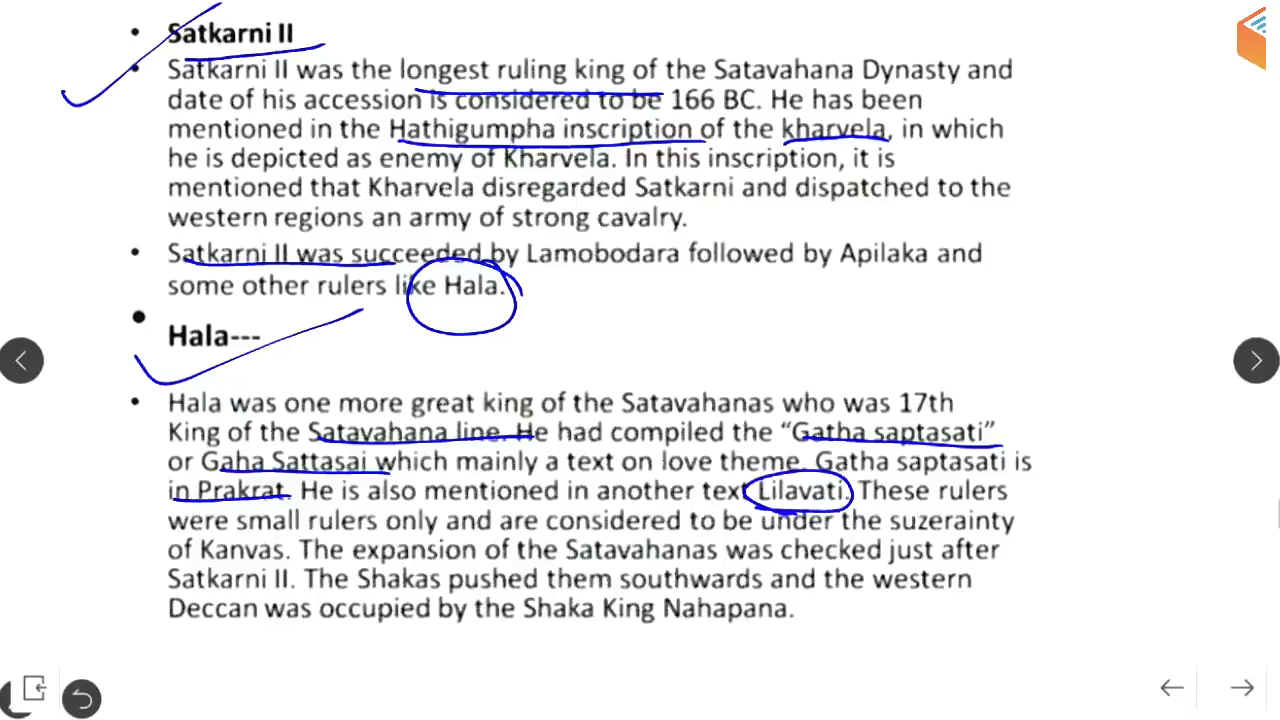 • Satkarni II
• Satkarni II was the longest ruling king of the Satavahana Dynasty and
date of his accession is considered to be 166 BC. He has been
mentioned in the Hathigumpha inscription of the kharvela, in which
he is depicted as enemy of Kharvela. In this inscription, it is
mentioned that Kharvela disregarded Satkarni and dispatched to the
western regions an army of strong cavalry.
• Satkarni II was succeeded by Lamobodara followed by Apilaka and
some other rulers like Hala.
• Hala---
• Hala was one more great king of the Satavahanas who was 17th
King of the Satavahana line. He had compiled the “Gatha saptasati”
or Gaha Sattasai which mainly a text on love theme. Gatha saptasati is
in Prakrat. He is also mentioned in another text Lilavati. These rulers
were small rulers only and are considered to be under the suzerainty
of Kanvas. The expansion of the Satavahanas was checked just after
Satkarni II. The Shakas pushed them southwards and the western
Deccan was occupied by the Shaka King Nahapana.